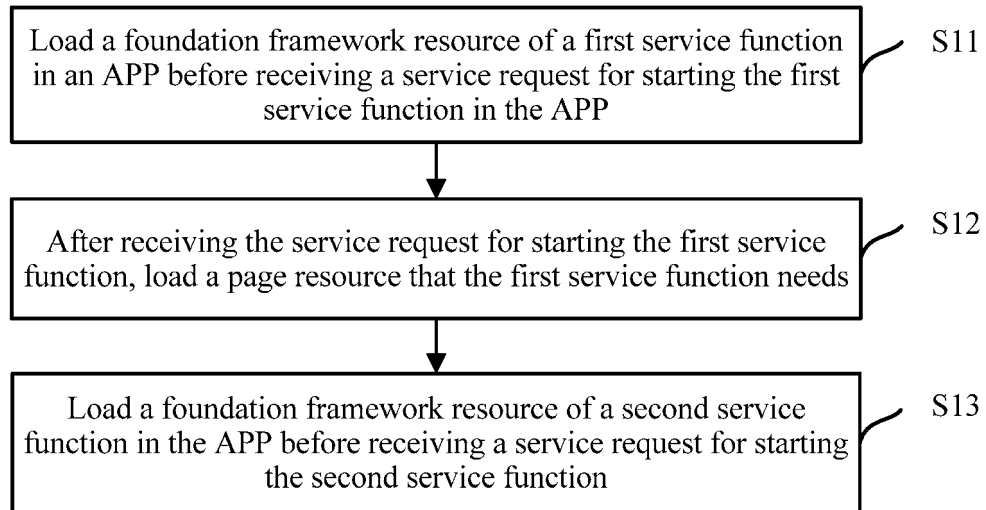 Load a foundation framework resource of a first service function
in an APP before receiving a service request for starting the first
service function in the APP
S11
After receiving the service request for starting the first service
function, load a page resource that the first service function needs
S12
Load a foundation framework resource of a second service
function in the APP before receiving a service request for starting
the second service function
S13